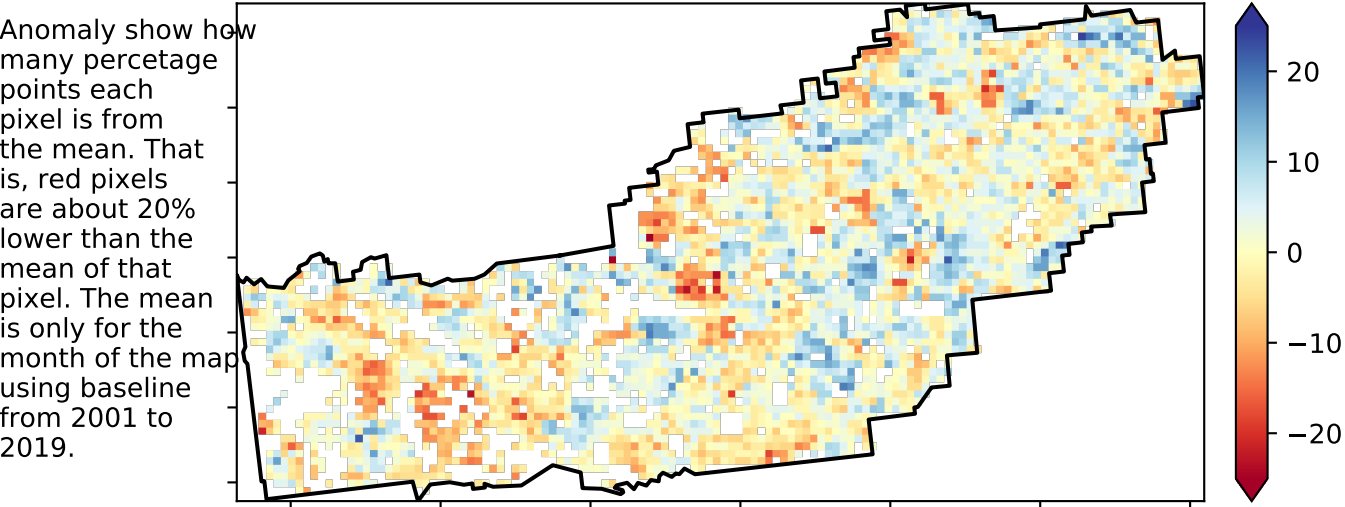 Anomaly show how
many percetage
points each
pixel is from
the mean. That
is, red pixels
are about 20%
lower than the
mean of that
pixel. The mean
is only for the
month of the map
using baseline
from 2001 to
2019.
20
10
0
−10
−20